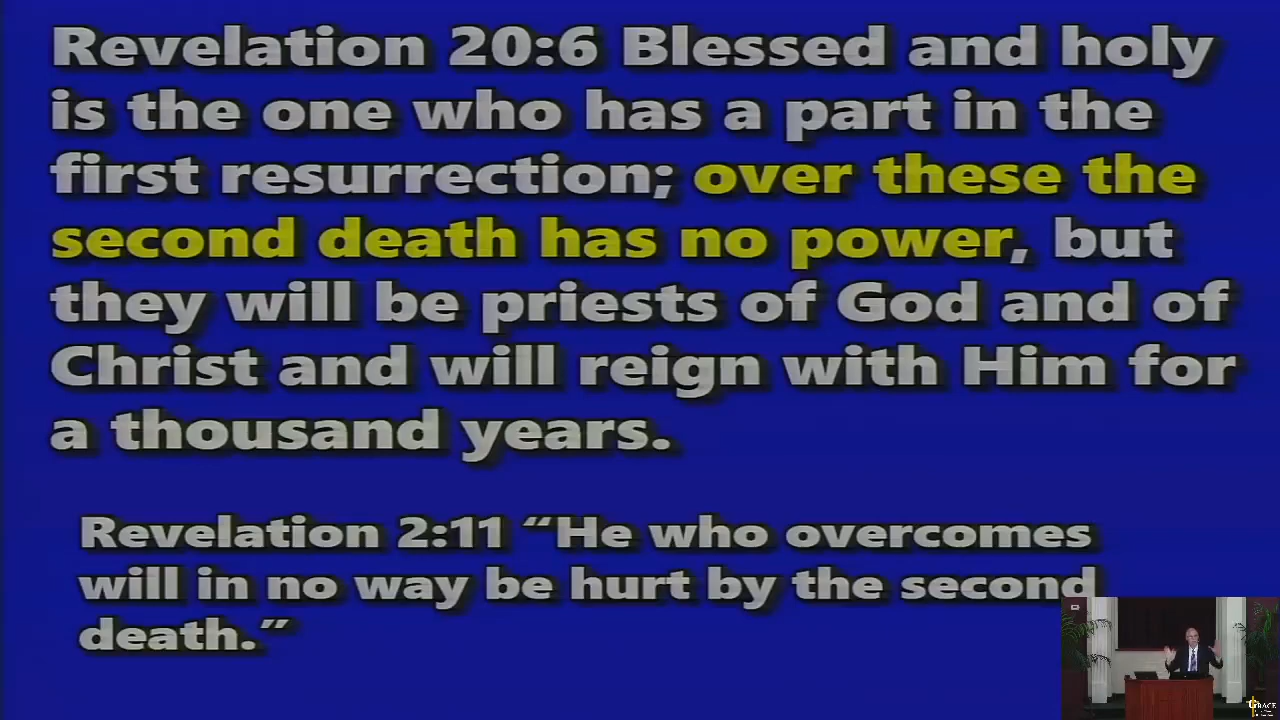 Revelation 20:6 Blessed and holy
is the one who has a part in the
first resurrection; over these the
second death has no power, but
they will be priests of God and of
Christ and will reign with Him for
a thousand years.
Revelation 2:11 “He who overcomes
will in no way be hurt by the second
death.”
GRACE